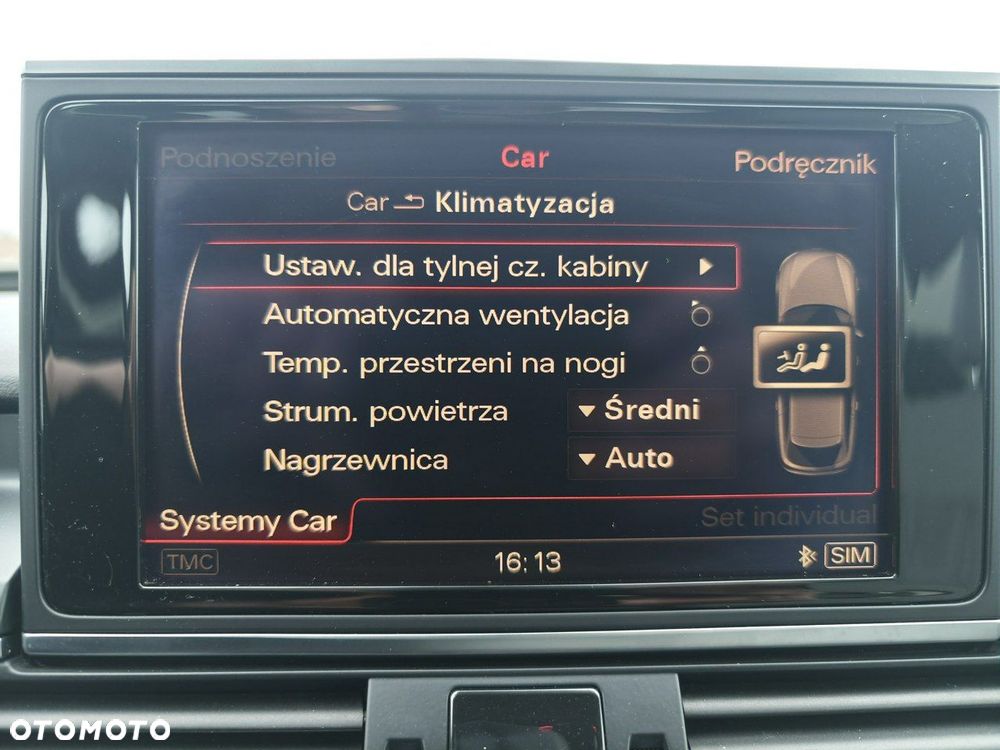 Podnoszenie Car Podręcznik
Car Klimatyzacja
Ustaw. dla tylnej cz. kabiny
Automatyczna wentylacja
Temp. przestrzeni na nogi
Strum. powietrza Średni
Nagrzewnica Auto
Systemy Car Set individual
TMC 16:13 SIM
OTOMOTO